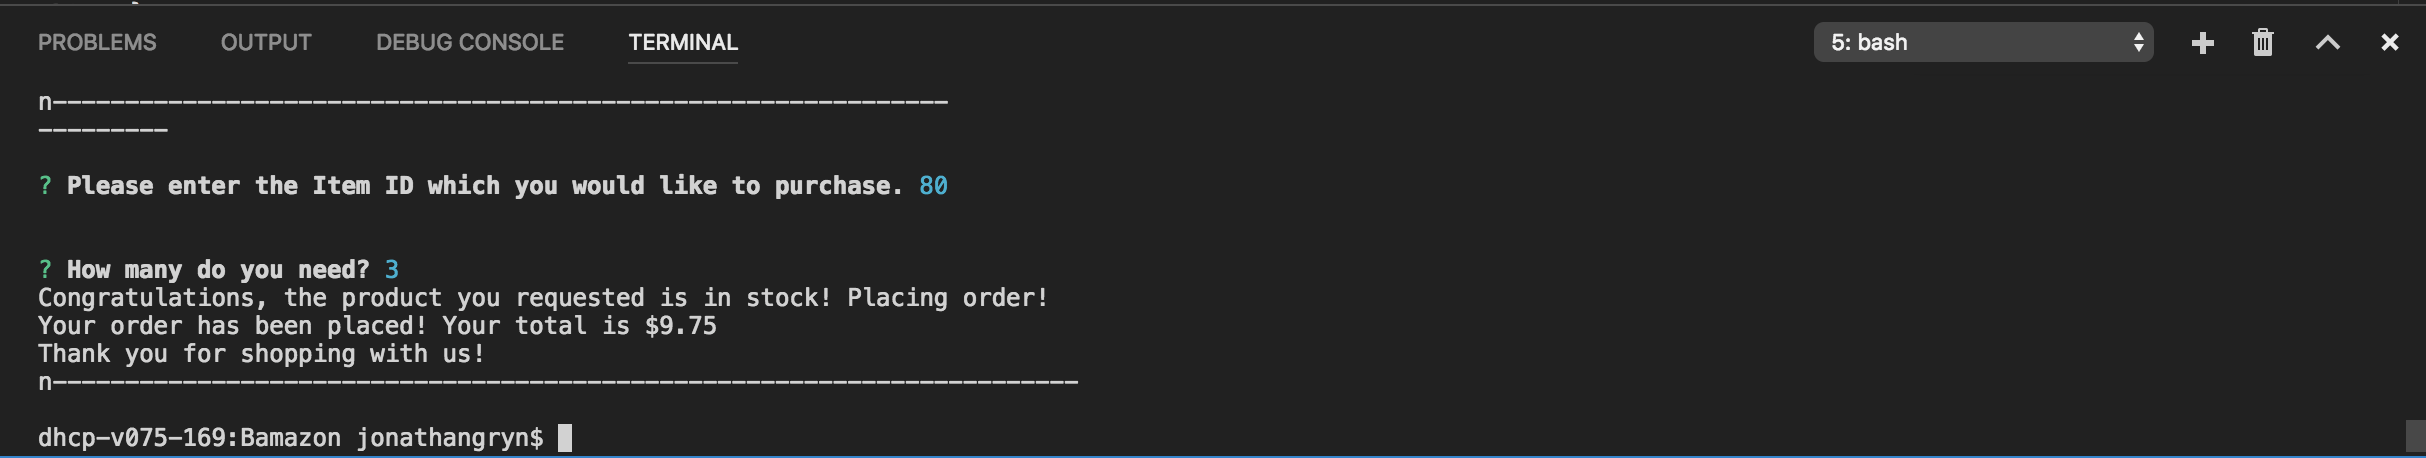 PROBLEMS OUTPUT DEBUG CONSOLE TERMINAL 5: bash
n--------------------------------------------------------------
---------
? Please enter the Item ID which you would like to purchase. 80
? How many do you need? 3
Congratulations, the product you requested is in stock! Placing order!
Your order has been placed! Your total is $9.75
Thank you for shopping with us!
n-----------------------------------------------------------------------
dhcp-v075-169:Bamazon jonathangryn$